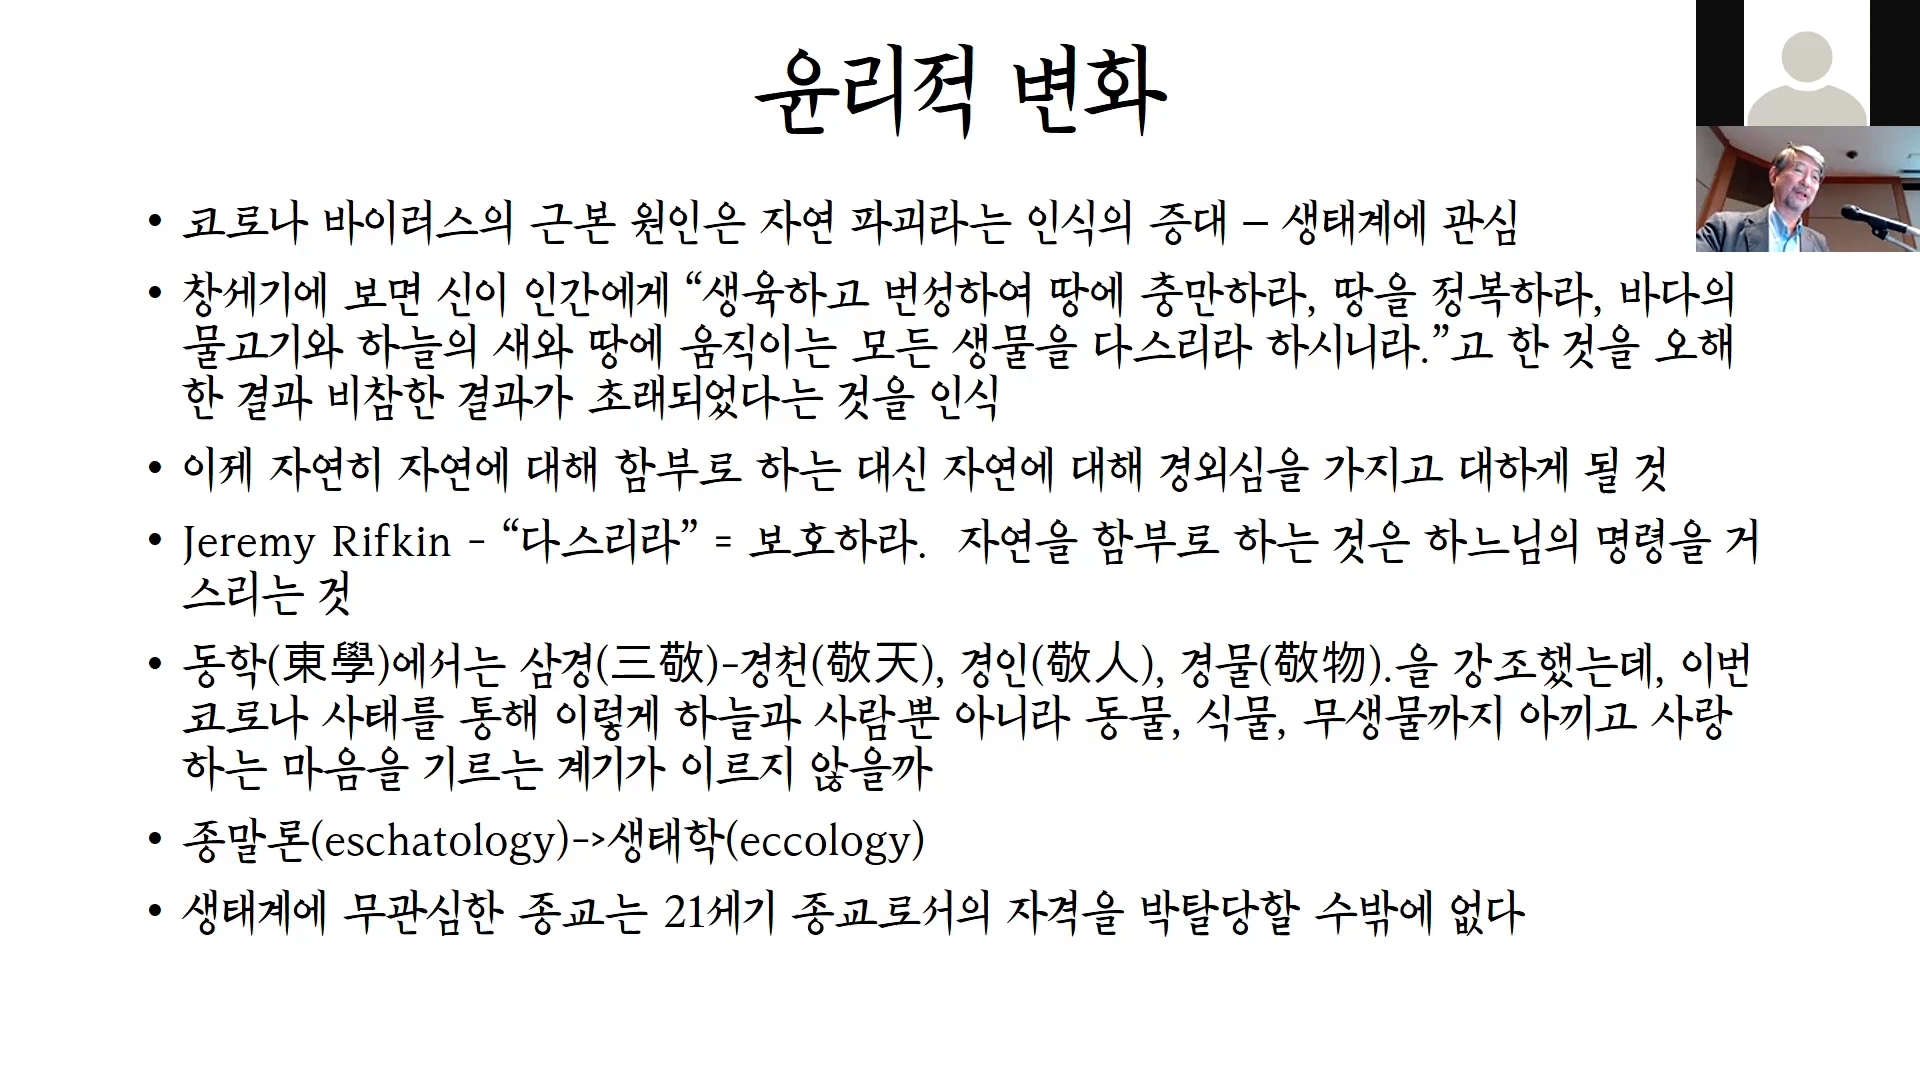 윤리적 변화
• 코로나 바이러스의 근본 원인은 자연 파괴라는 인식의 증대 – 생태계에 관심
• 창세기에 보면 신이 인간에게 “생육하고 번성하여 땅에 충만하라, 땅을 정복하라, 바다의
물고기와 하늘의 새와 땅에 움직이는 모든 생물을 다스리라 하시니라.”고 한 것을 오해
한 결과 비참한 결과가 초래되었다는 것을 인식
• 이제 자연히 자연에 대해 함부로 하는 대신 자연에 대해 경외심을 가지고 대하게 될 것
• Jeremy Rifkin - “다스리라” = 보호하라. 자연을 함부로 하는 것은 하느님의 명령을 거
스리는 것
• 동학(東學)에서는 삼경(三敬)-경천(敬天), 경인(敬人), 경물(敬物).을 강조했는데, 이번
코로나 사태를 통해 이렇게 하늘과 사람뿐 아니라 동물, 식물, 무생물까지 아끼고 사랑
하는 마음을 기르는 계기가 이르지 않을까
• 종말론(eschatology)->생태학(eccology)
• 생태계에 무관심한 종교는 21세기 종교로서의 자격을 박탈당할 수밖에 없다